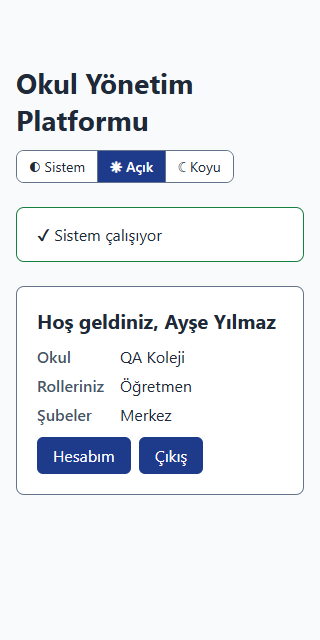 Okul Yönetim
Platformu
◐ Sistem
☀ Açık
☾ Koyu
✓ Sistem çalışıyor
Hoş geldiniz, Ayşe Yılmaz
Okul QA Koleji
Rolleriniz Öğretmen
Şubeler Merkez
Hesabım
Çıkış